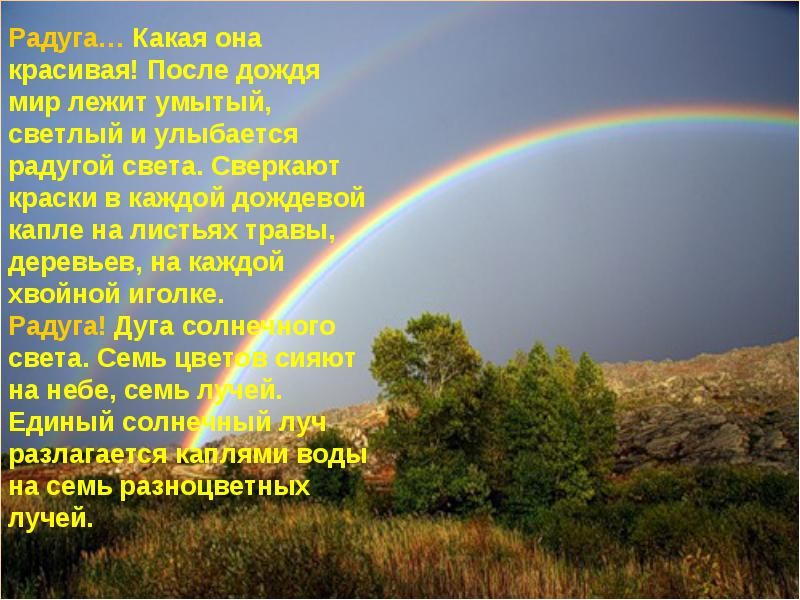 Радуга… Какая она
красивая! После дождя
мир лежит умытый,
светлый и улыбается
радугой света. Сверкают
краски в каждой дождевой
капле на листьях травы,
деревьев, на каждой
хвойной иголке.
Радуга! Дуга солнечного
света. Семь цветов сияют
на небе, семь лучей.
Единый солнечный луч
разлагается каплями воды
на семь разноцветных
лучей.